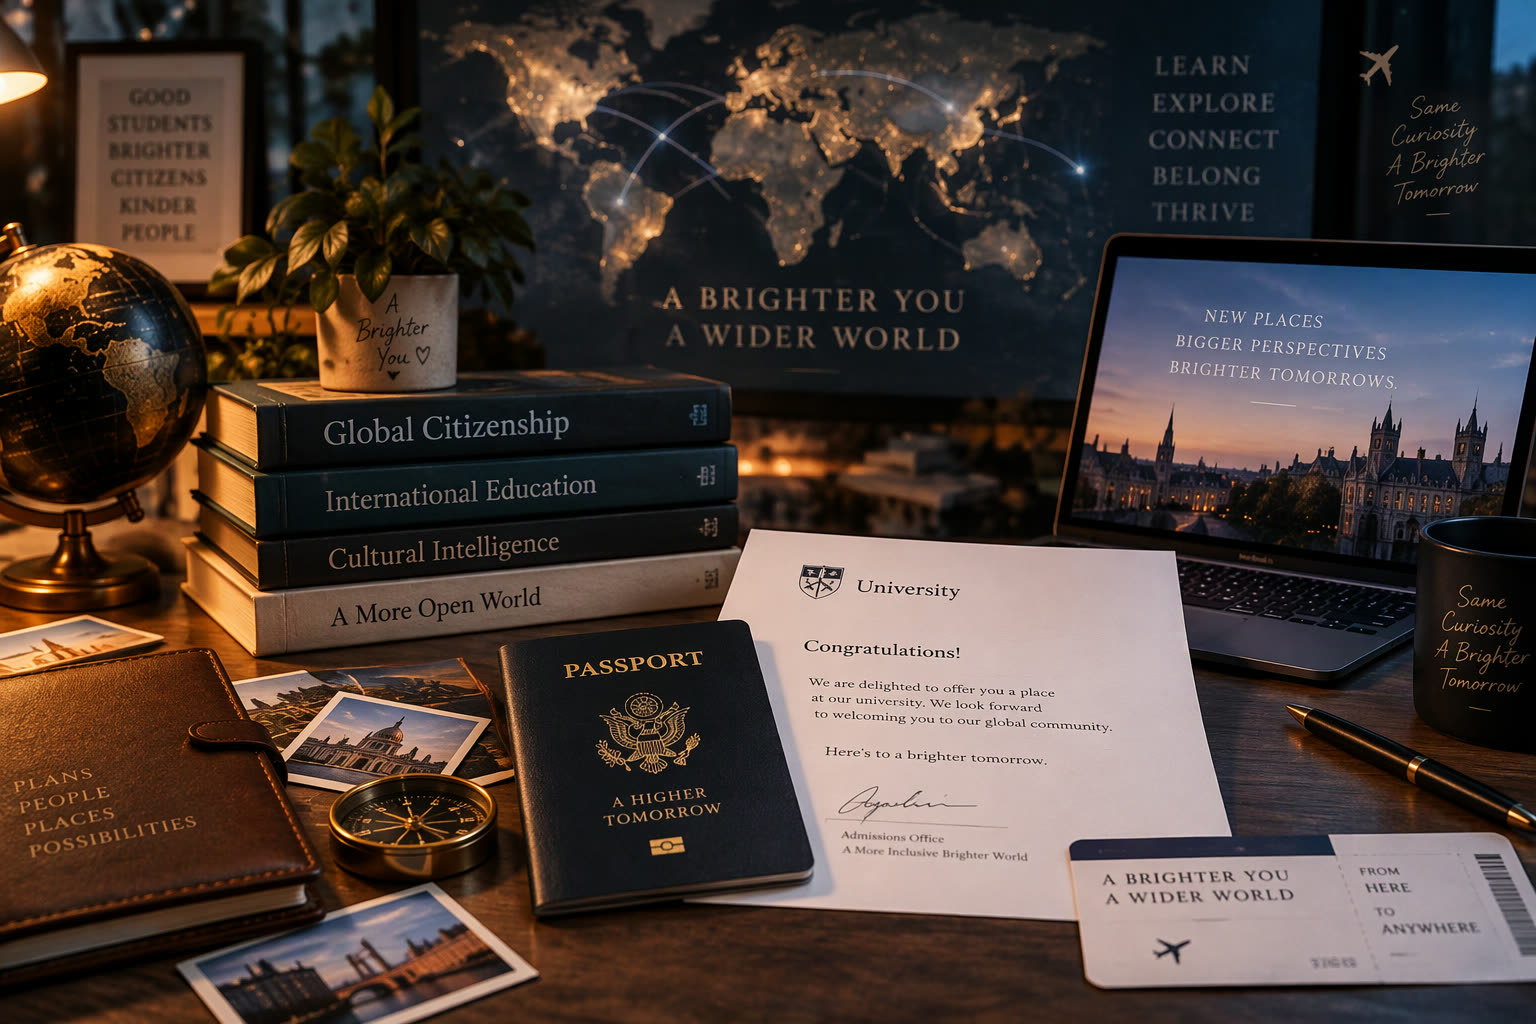 GOOD
STUDENTS
BRIGHTER
CITIZENS
KINDER
PEOPLE
A
Brighter
You
LEARN
EXPLORE
CONNECT
BELONG
THRIVE
A BRIGHTER YOU
A WIDER WORLD
Same
Curiosity
A Brighter
Tomorrow
NEW PLACES
BIGGER PERSPECTIVES
BRIGHTER TOMORROWS.
Global Citizenship
International Education
Cultural Intelligence
A More Open World
University
Congratulations!
We are delighted to offer you a place
at our university. We look forward
to welcoming you to our global community.
Here's to a brighter tomorrow.
Admissions Office
A More Inclusive Brighter World
PASSPORT
A HIGHER
TOMORROW
PLANS
PEOPLE
PLACES
POSSIBILITIES
Same
Curiosity
A Brighter
Tomorrow
A BRIGHTER YOU
A WIDER WORLD
FROM
HERE
TO
ANYWHERE